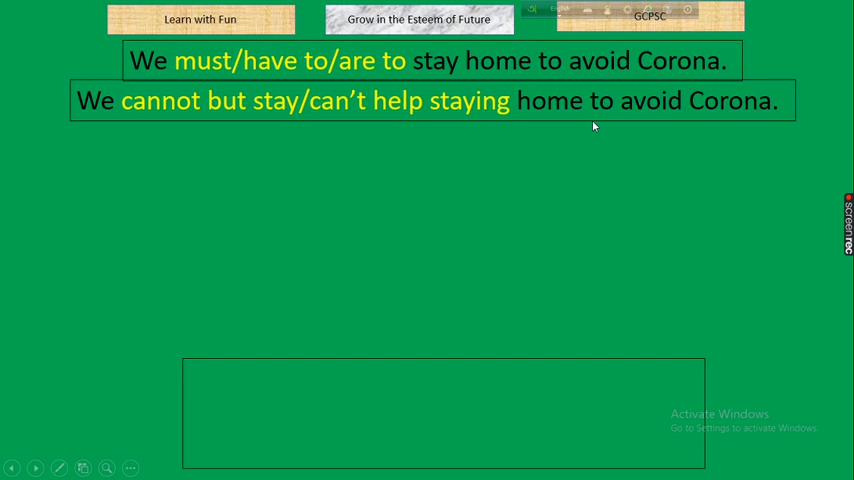 Learn with Fun
Grow in the Esteem of Future
English
GCPSC
We must/have to/are to stay home to avoid Corona.
We cannot but stay/can’t help staying home to avoid Corona.
screenrec
Activate Windows
Go to Settings to activate Windows.